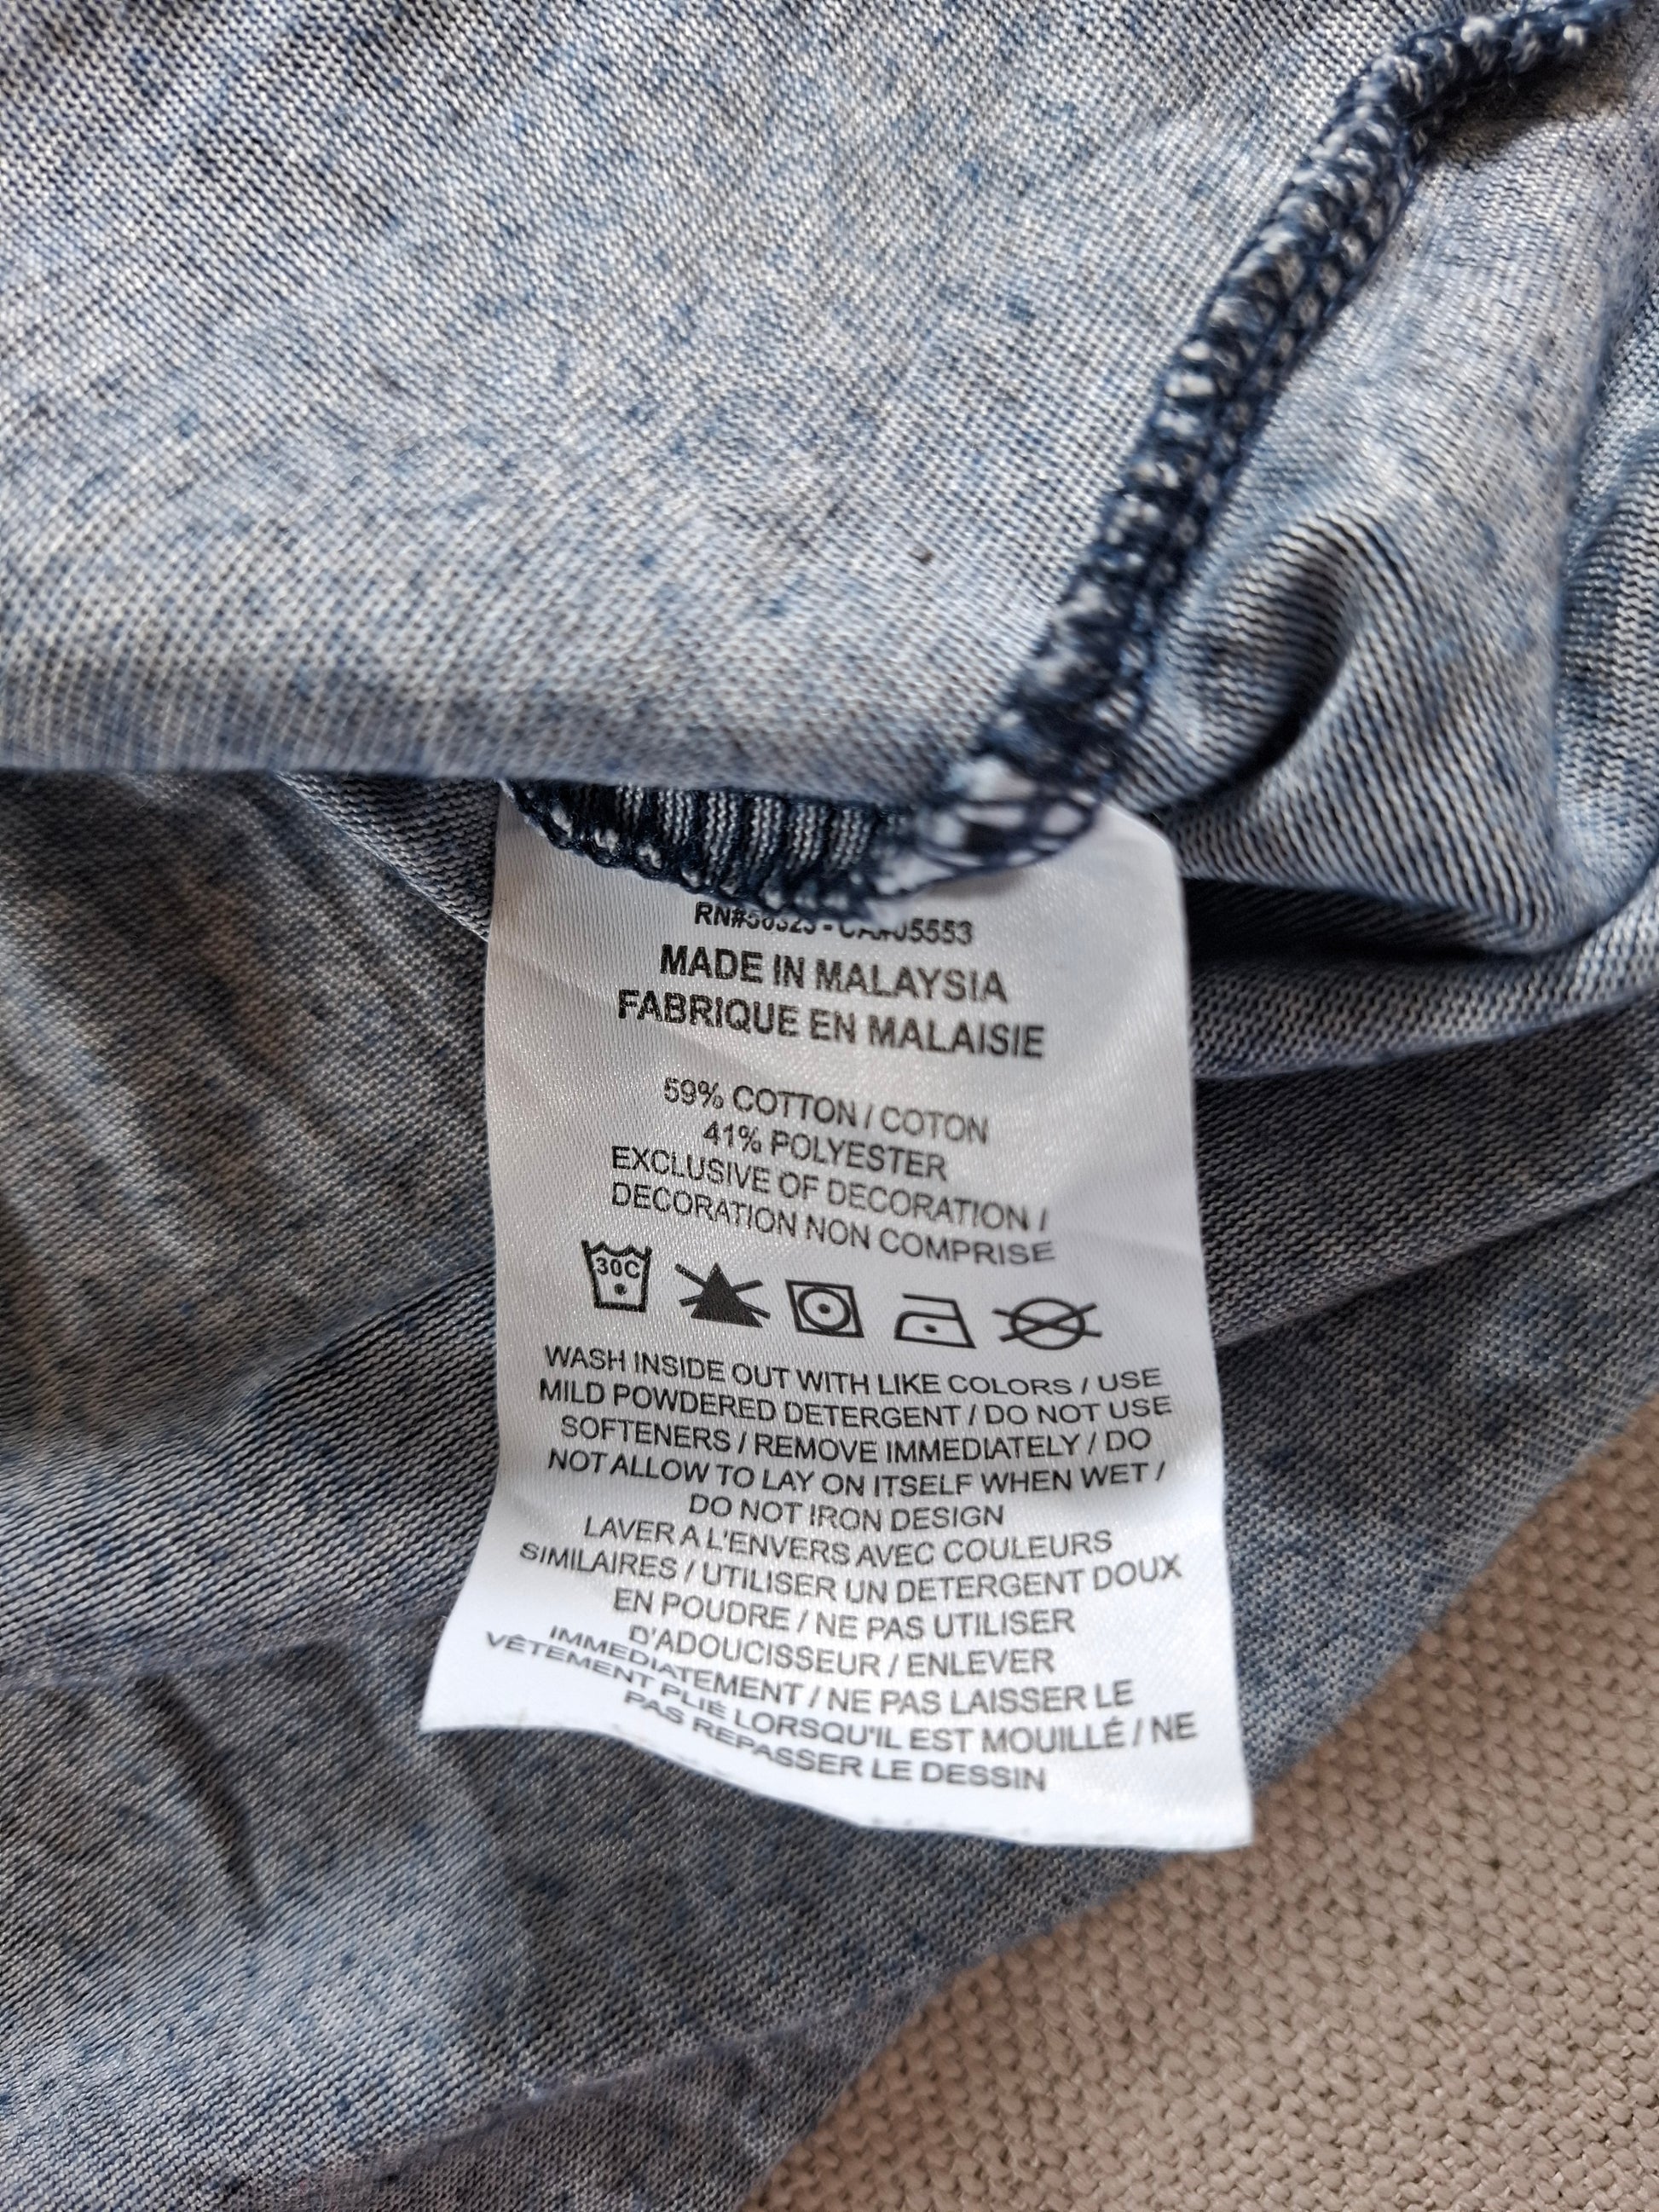 MADE IN MALAYSIA
FABRIQUE EN MALAISIE
59% COTTON / COTON
41% POLYESTER
EXCLUSIVE OF DECORATION /
DECORATION NON COMPRISE
30C
WASH INSIDE OUT WITH LIKE COLORS / USE
MILD POWDERED DETERGENT / DO NOT USE
SOFTENERS / REMOVE IMMEDIATELY / DO
NOT ALLOW TO LAY ON ITSELF WHEN WET /
DO NOT IRON DESIGN
LAVER A L'ENVERS AVEC COULEURS
SIMILAIRES / UTILISER UN DETERGENT DOUX
EN POUDRE / NE PAS UTILISER
D'ADOUCISSEUR / ENLEVER
IMMEDIATEMENT / NE PAS LAISSER LE
VÊTEMENT PLIÉ LORSQU'IL EST MOUILLÉ / NE
PAS REPASSER LE DESSIN